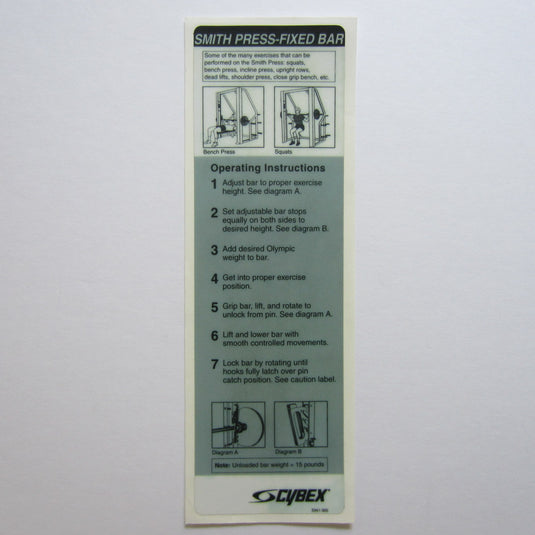 SMITH PRESS-FIXED BAR
Some of the many exercises that can be
performed on the Smith Press: squats,
bench press, incline press, upright rows,
dead lifts, shoulder press, close grip bench, etc.
Bench Press
Squats
Operating Instructions
1 Adjust bar to proper exercise
height. See diagram A.
2 Set adjustable bar stops
equally on both sides to
desired height. See diagram B.
3 Add desired Olympic
weight to bar.
4 Get into proper exercise
position.
5 Grip bar, lift, and rotate to
unlock from pin. See diagram A.
6 Lift and lower bar with
smooth controlled movements.
7 Lock bar by rotating until
hooks fully latch over pin
catch position. See caution label.
Diagram A
Diagram B
Note: Unloaded bar weight = 15 pounds
CYBEX